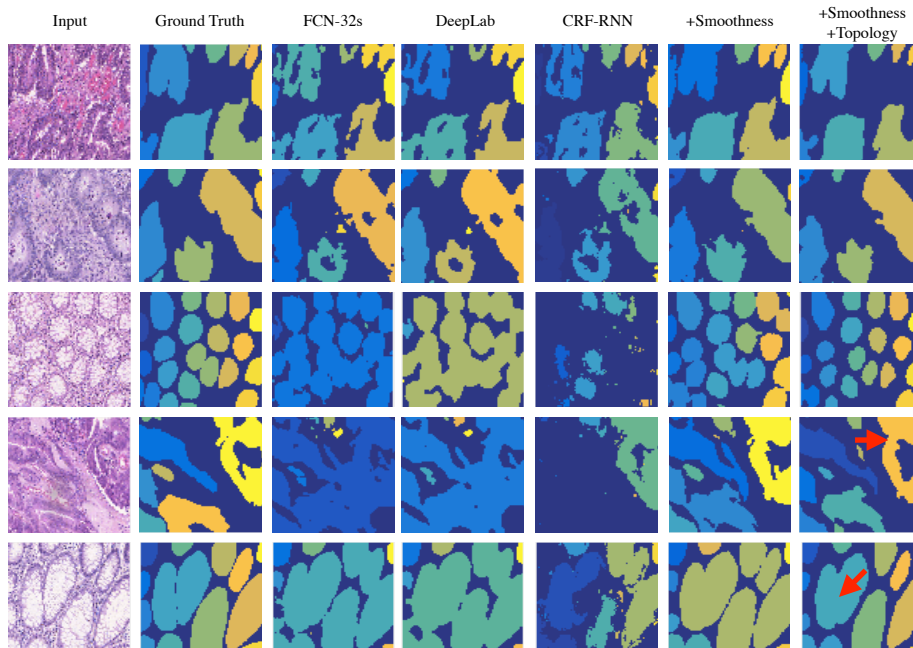 Input Ground Truth FCN-32s DeepLab CRF-RNN +Smoothness +Smoothness
+Topology